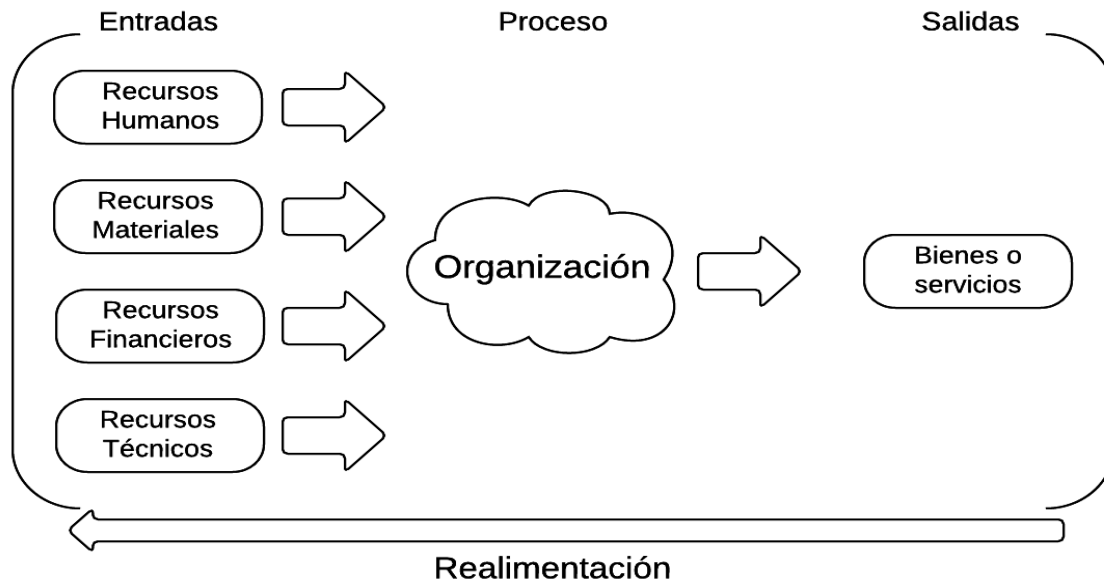 Entradas
Proceso
Salidas
Recursos
Humanos
Recursos
Materiales
Recursos
Financieros
Recursos
Técnicos
Organización
Bienes o
servicios
Realimentación